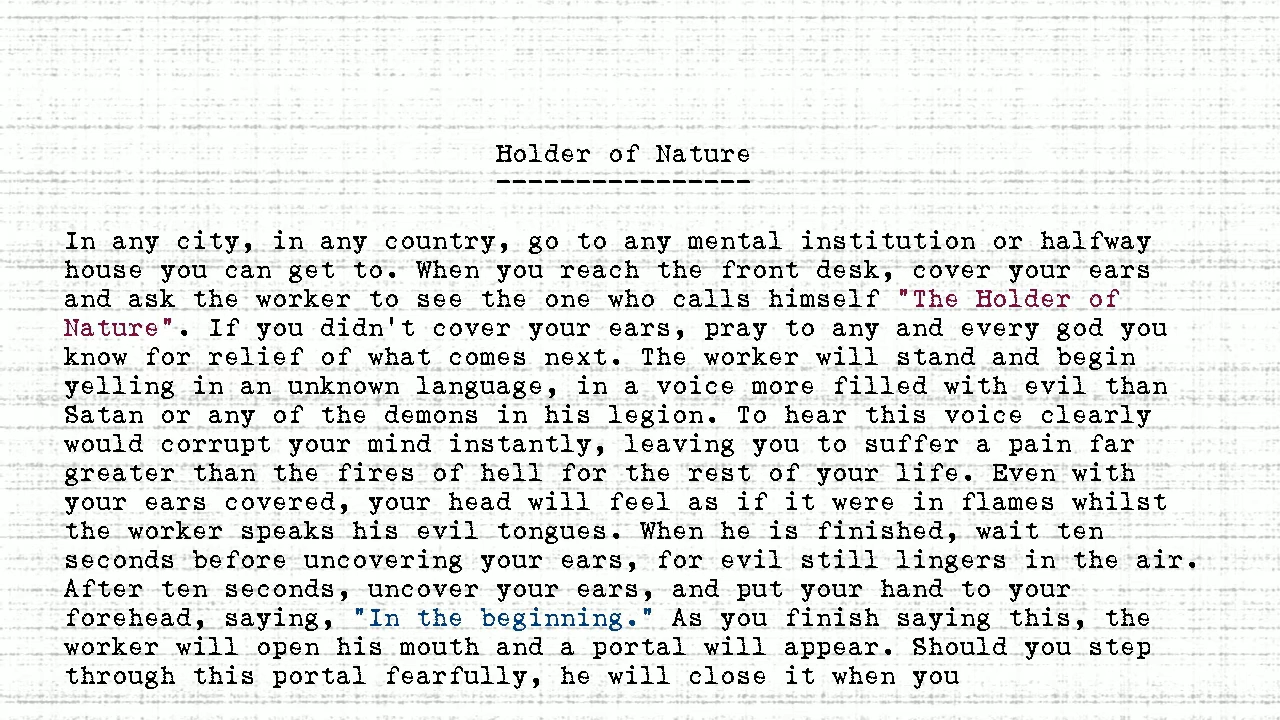 Holder of Nature
----------------
In any city, in any country, go to any mental institution or halfway
house you can get to. When you reach the front desk, cover your ears
and ask the worker to see the one who calls himself "The Holder of
Nature". If you didn't cover your ears, pray to any and every god you
know for relief of what comes next. The worker will stand and begin
yelling in an unknown language, in a voice more filled with evil than
Satan or any of the demons in his legion. To hear this voice clearly
would corrupt your mind instantly, leaving you to suffer a pain far
greater than the fires of hell for the rest of your life. Even with
your ears covered, your head will feel as if it were in flames whilst
the worker speaks his evil tongues. When he is finished, wait ten
seconds before uncovering your ears, for evil still lingers in the air.
After ten seconds, uncover your ears, and put your hand to your
forehead, saying, "In the beginning." As you finish saying this, the
worker will open his mouth and a portal will appear. Should you step
through this portal fearfully, he will close it when you